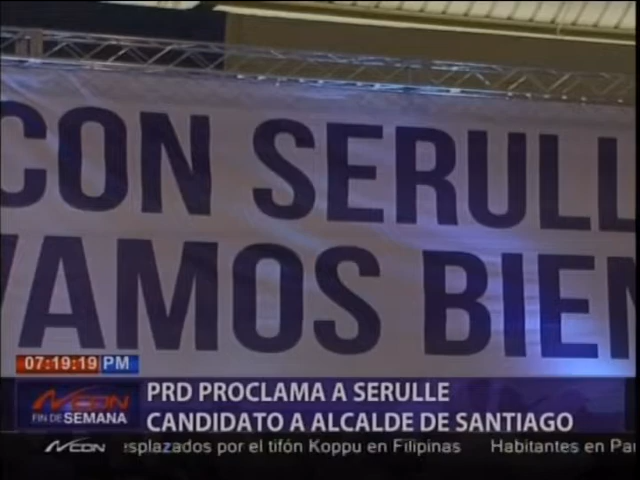 CON SERULL
VAMOS BIEN
07:19:19 PM
PRD PROCLAMA A SERULLE
CANDIDATO A ALCALDE DE SANTIAGO
FIN DE SEMANA
splazados por el tifón Koppu en Filipinas Habitantes en Pa